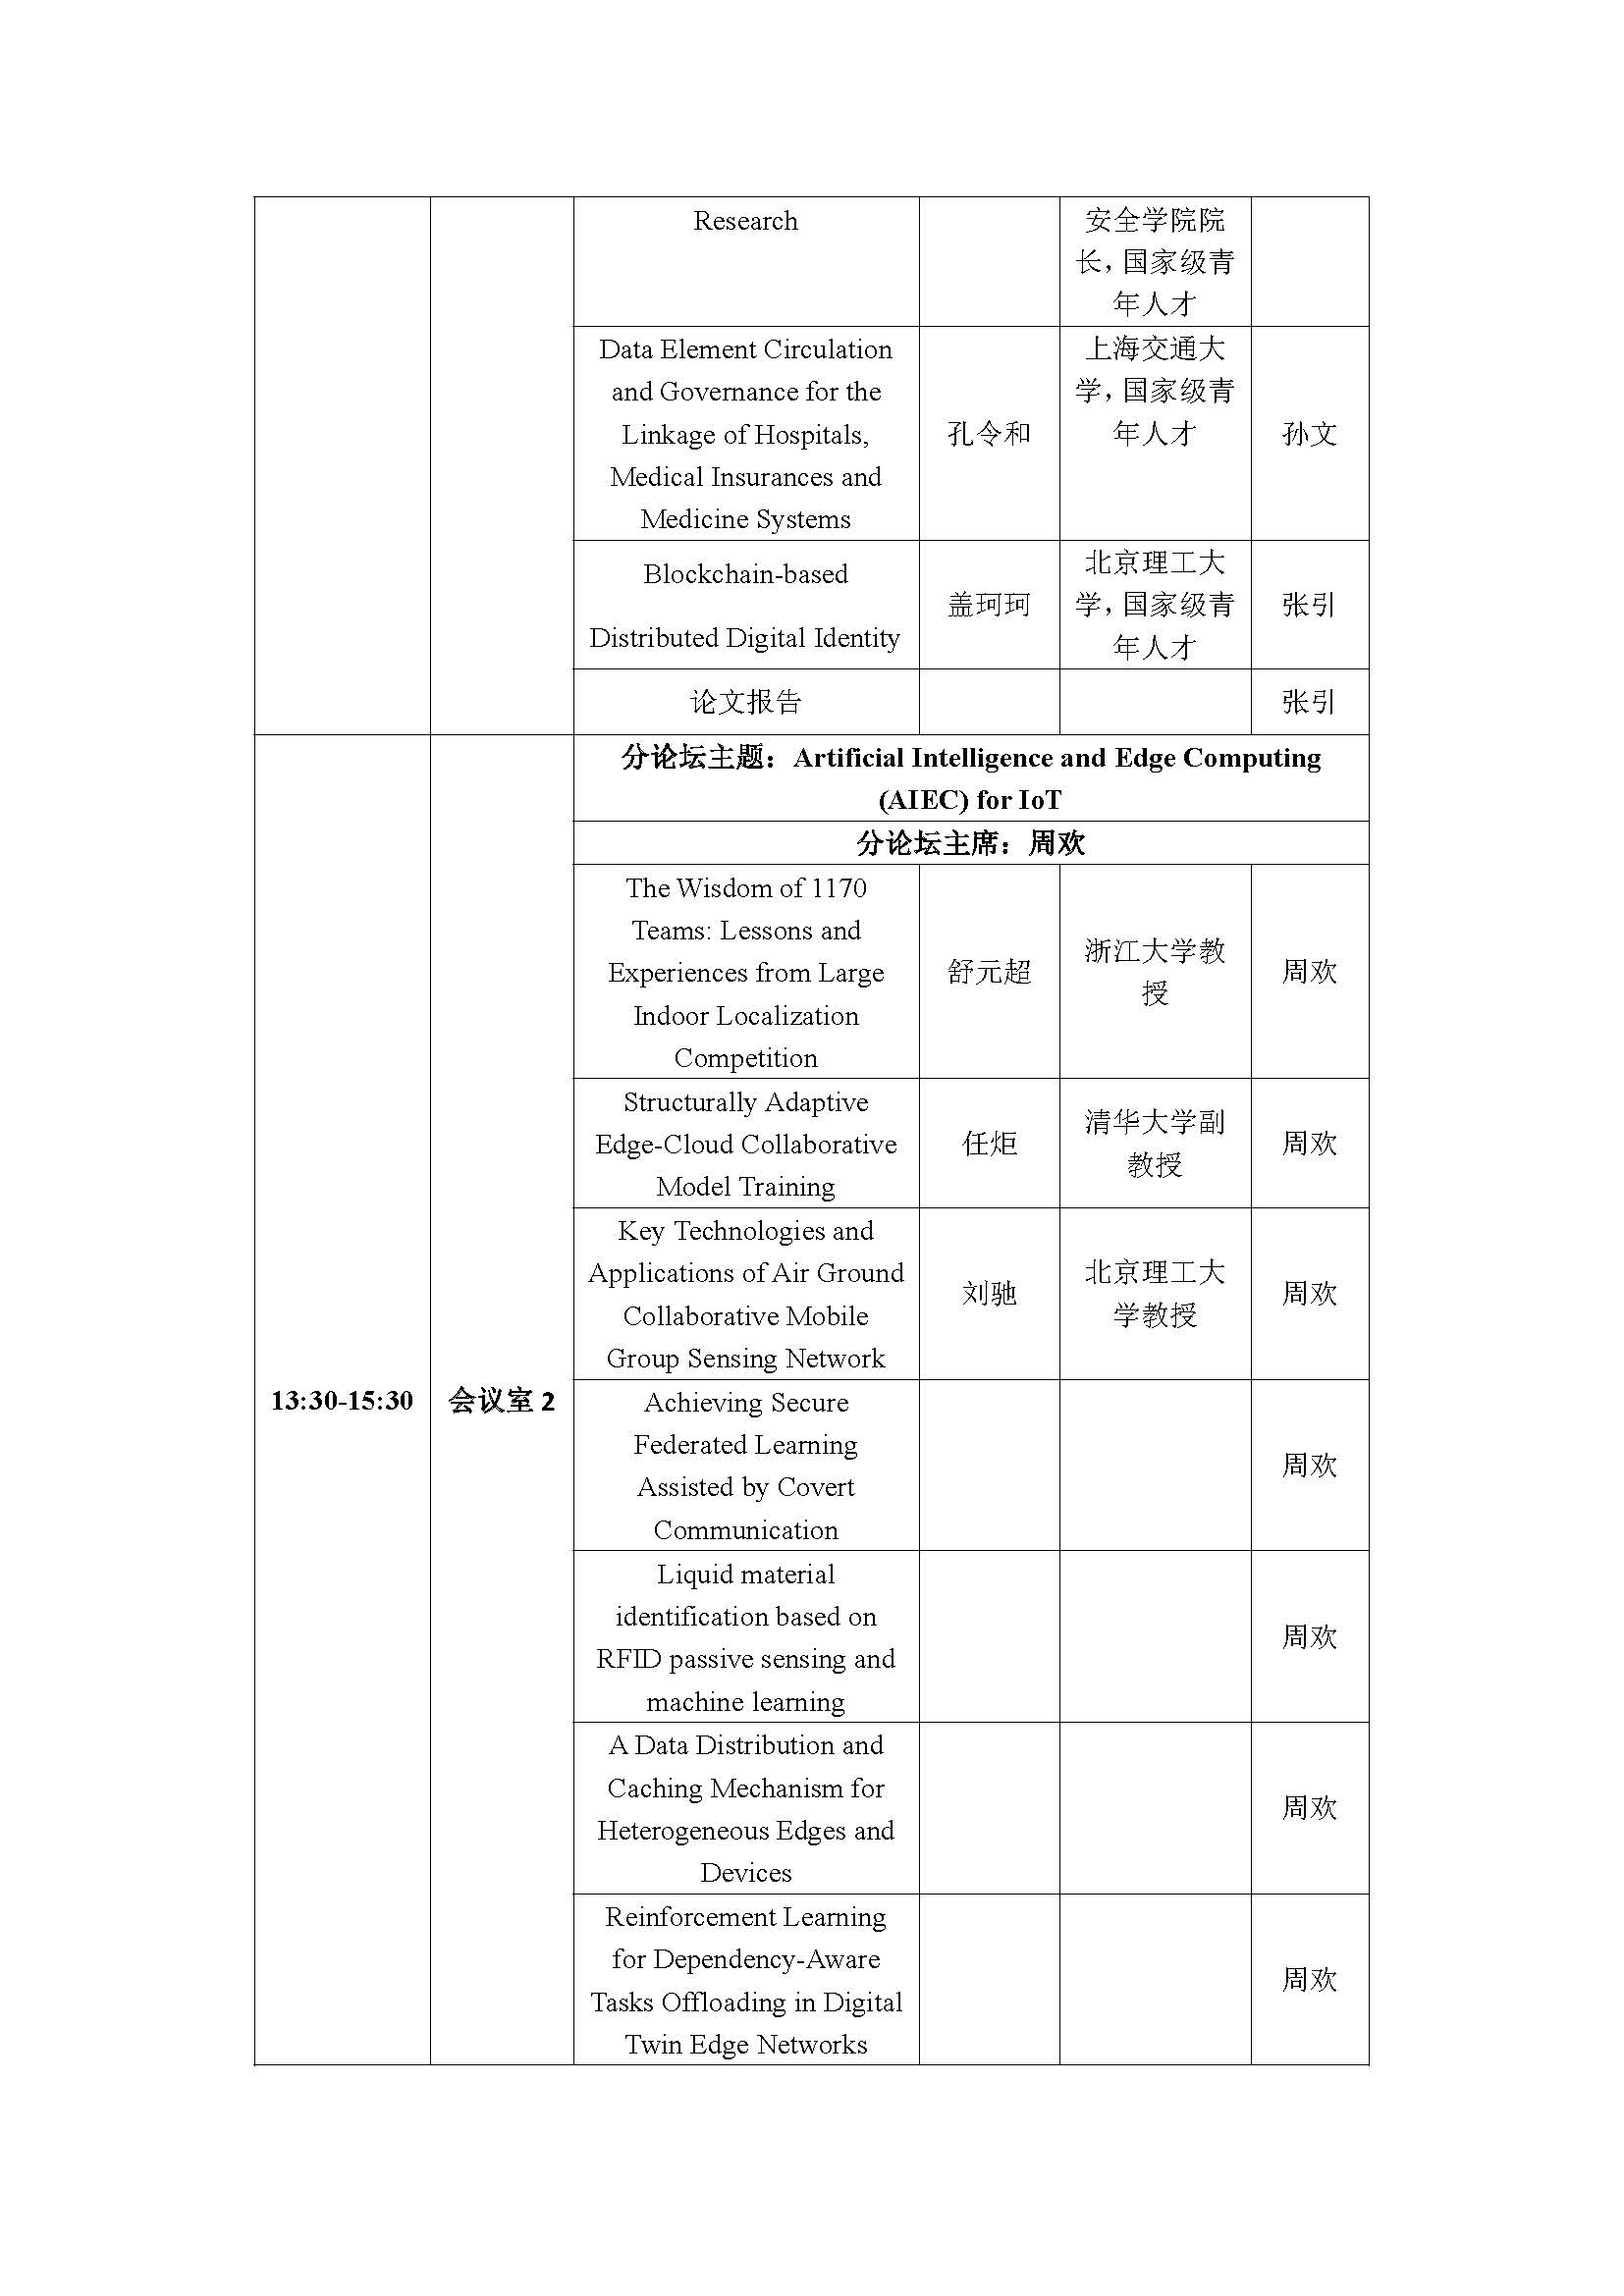 Research
安全学院院
长，国家级青
年人才
Data Element Circulation
and Governance for the
Linkage of Hospitals,
Medical Insurances and
Medicine Systems
孔令和
上海交通大
学，国家级青
年人才
孙文
Blockchain-based
Distributed Digital Identity
盖珂珂
北京理工大
学，国家级青
年人才
张引
论文报告
张引
13:30-15:30
会议室 2
分论坛主题：Artificial Intelligence and Edge Computing
(AIEC) for IoT
分论坛主席：周欢
The Wisdom of 1170
Teams: Lessons and
Experiences from Large
Indoor Localization
Competition
舒元超
浙江大学教
授
周欢
Structurally Adaptive
Edge-Cloud Collaborative
Model Training
任炬
清华大学副
教授
周欢
Key Technologies and
Applications of Air Ground
Collaborative Mobile
Group Sensing Network
刘驰
北京理工大
学教授
周欢
Achieving Secure
Federated Learning
Assisted by Covert
Communication
周欢
Liquid material
identification based on
RFID passive sensing and
machine learning
周欢
A Data Distribution and
Caching Mechanism for
Heterogeneous Edges and
Devices
周欢
Reinforcement Learning
for Dependency-Aware
Tasks Offloading in Digital
Twin Edge Networks
周欢